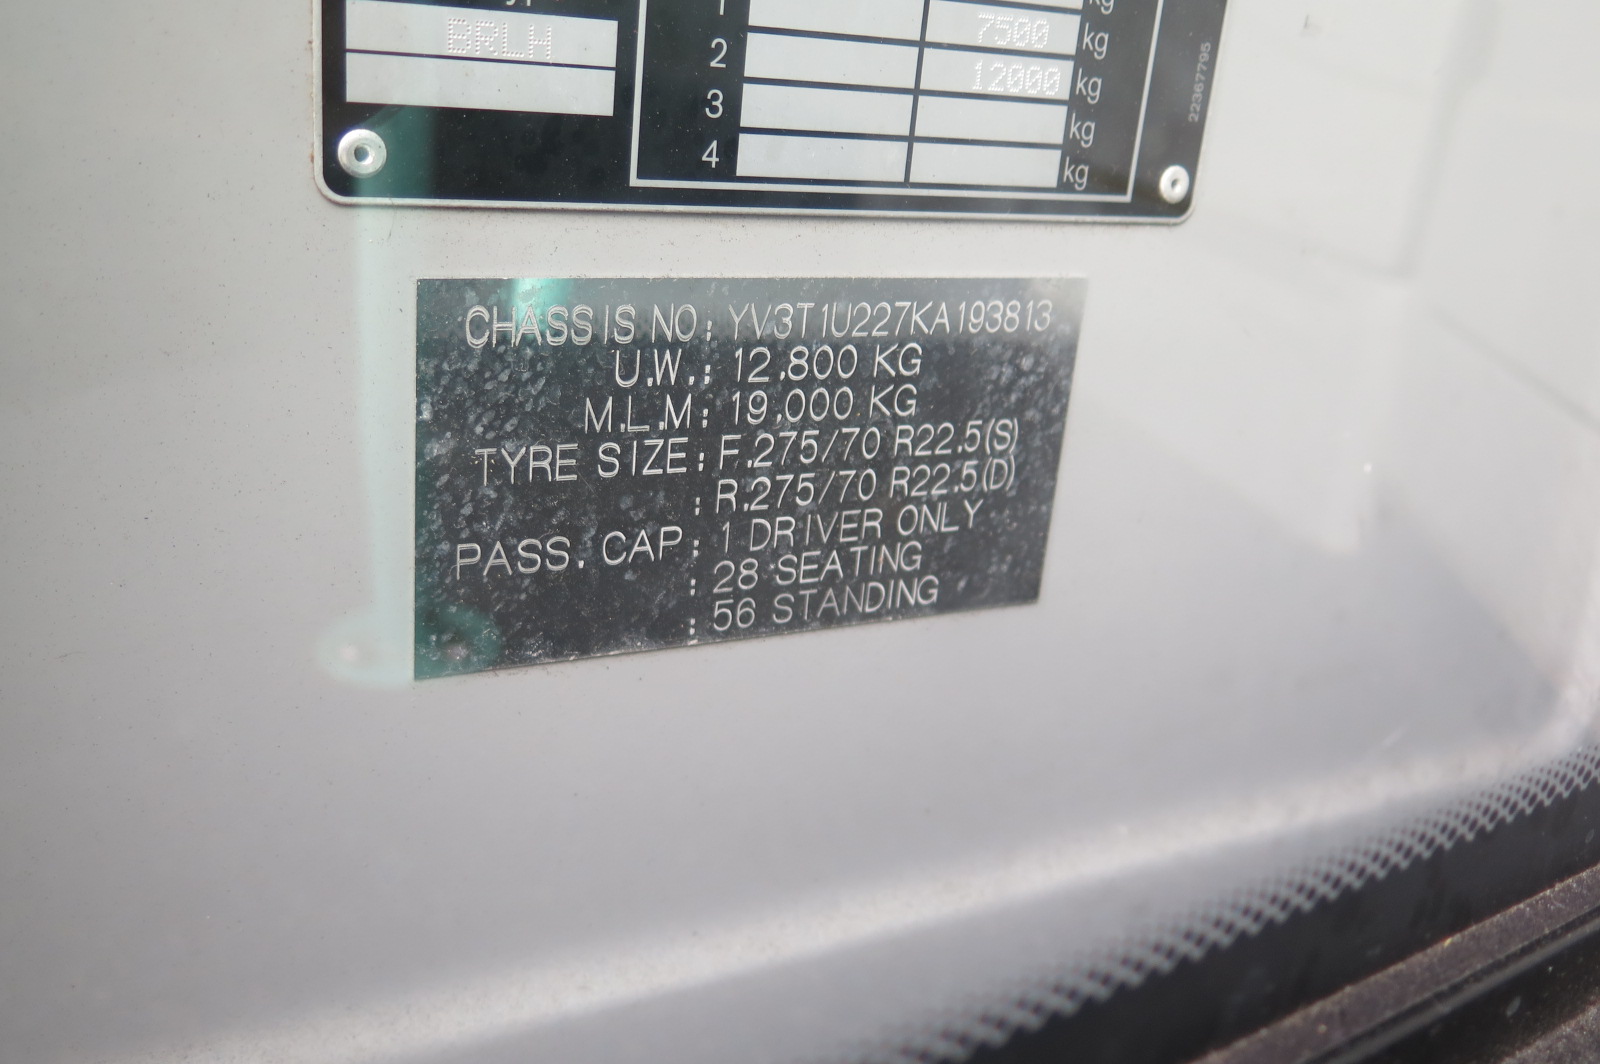 BRLH
1 kg
7500 kg
2 12000 kg
3 kg
4 kg
22367795
CHASSIS NO: YV3T1U227KA193813
U.W.: 12,800 KG
M.L.M: 19,000 KG
TYRE SIZE: F.275/70 R22.5(S)
: R.275/70 R22.5(D)
PASS. CAP: 1 DRIVER ONLY
: 28 SEATING
: 56 STANDING
: